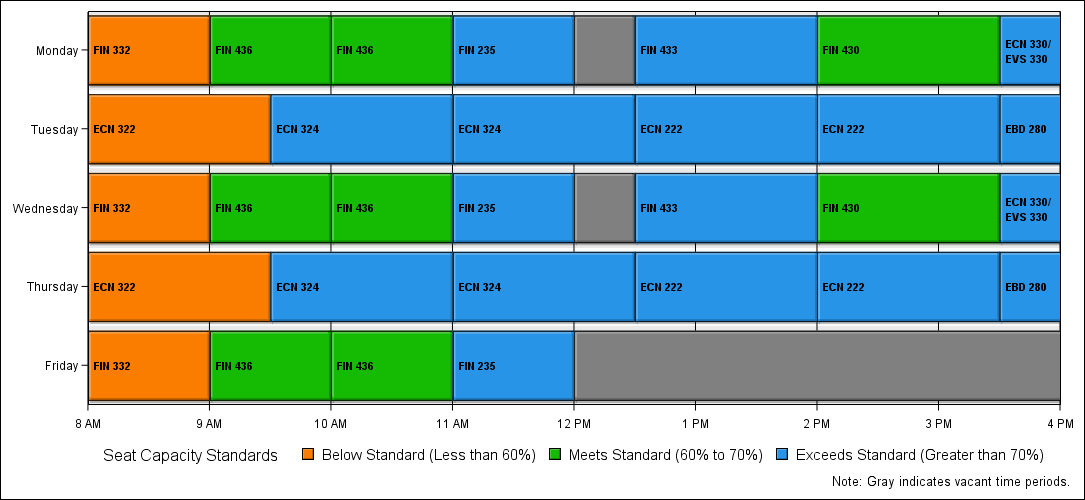 Monday FIN 332 FIN 436 FIN 436 FIN 235 FIN 433 FIN 430 ECN 330/
EVS 330
Tuesday ECN 322 ECN 324 ECN 324 ECN 222 ECN 222 EBD 280
Wednesday FIN 332 FIN 436 FIN 436 FIN 235 FIN 433 FIN 430 ECN 330/
EVS 330
Thursday ECN 322 ECN 324 ECN 324 ECN 222 ECN 222 EBD 280
Friday FIN 332 FIN 436 FIN 436 FIN 235
8 AM 9 AM 10 AM 11 AM 12 PM 1 PM 2 PM 3 PM 4 PM
Seat Capacity Standards Below Standard (Less than 60%) Meets Standard (60% to 70%) Exceeds Standard (Greater than 70%)
Note: Gray indicates vacant time periods.